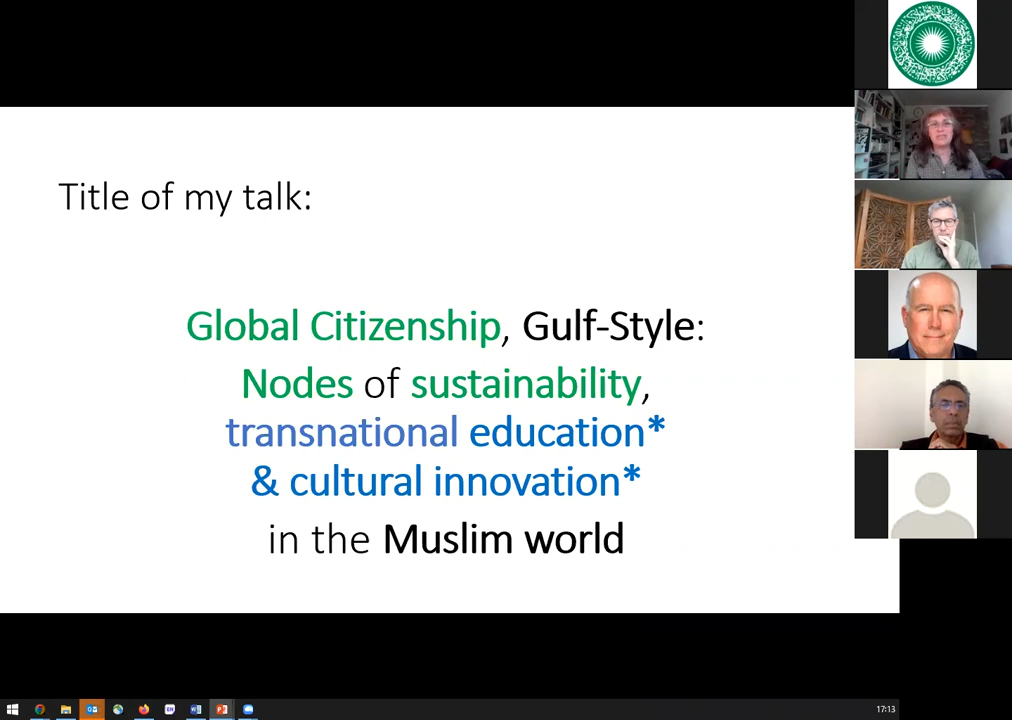 Title of my talk:
Global Citizenship, Gulf-Style:
Nodes of sustainability,
transnational education*
& cultural innovation*
in the Muslim world
17:13